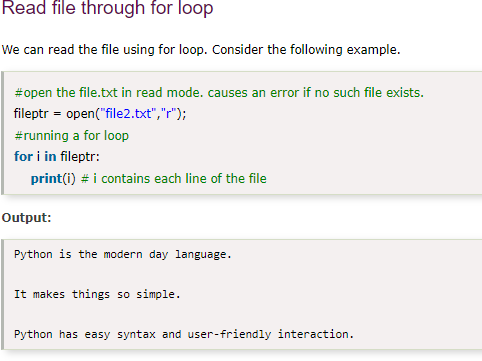 Read file through for loop
We can read the file using for loop. Consider the following example.
#open the file.txt in read mode. causes an error if no such file exists.
fileptr = open("file2.txt","r");
#running a for loop
for i in fileptr:
    print(i) # i contains each line of the file
Output:
Python is the modern day language.
It makes things so simple.
Python has easy syntax and user-friendly interaction.